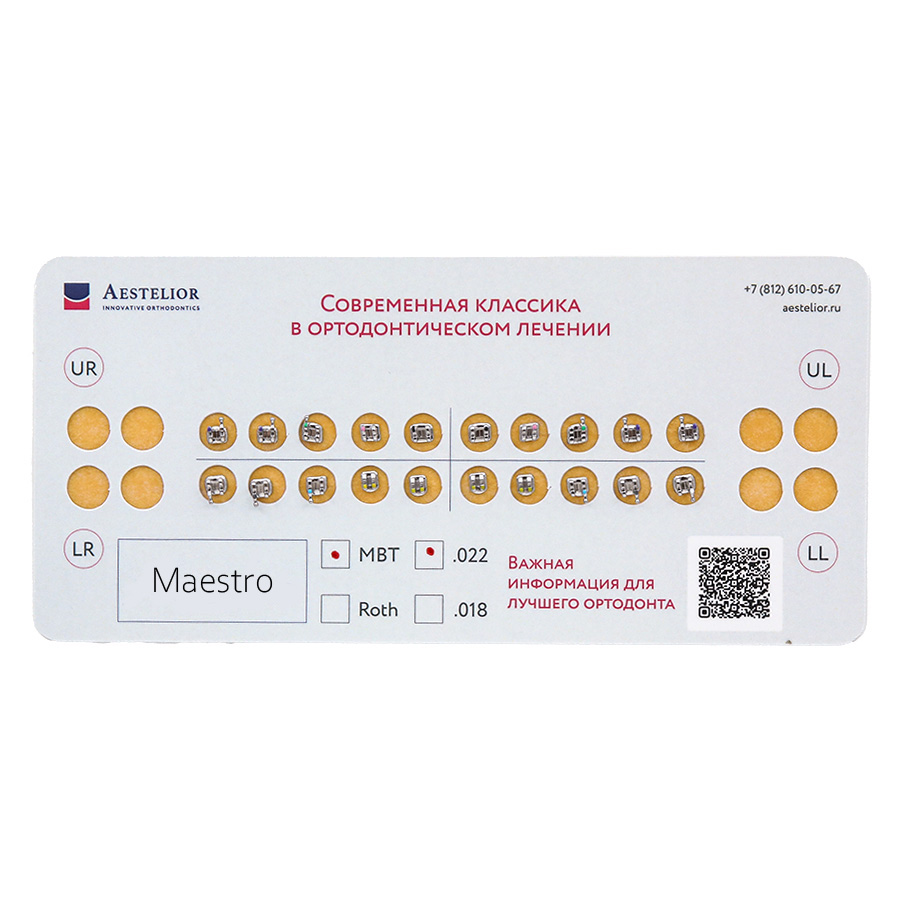 AESTELIOR
INNOVATIVE ORTHODONTICS
СОВРЕМЕННАЯ КЛАССИКА
В ОРТОДОНТИЧЕСКОМ ЛЕЧЕНИИ
+7 (812) 610-05-67
aestelior.ru
UR
UL
LR
LL
Maestro
MBT
.022
Roth
.018
ВАЖНАЯ
ИНФОРМАЦИЯ ДЛЯ
ЛУЧШЕГО ОРТОДОНТА